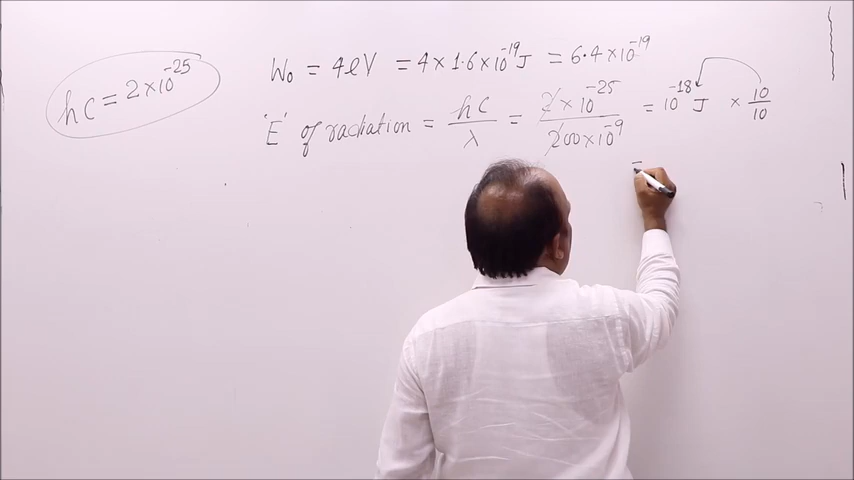 hc = 2×10⁻²⁵
W₀ = 4eV = 4 × 1.6×10⁻¹⁹J = 6.4×10⁻¹⁹
'E' of radiation = hc/λ = 2×10⁻²⁵/200×10⁻⁹ = 10⁻¹⁸ J × 10/10
=